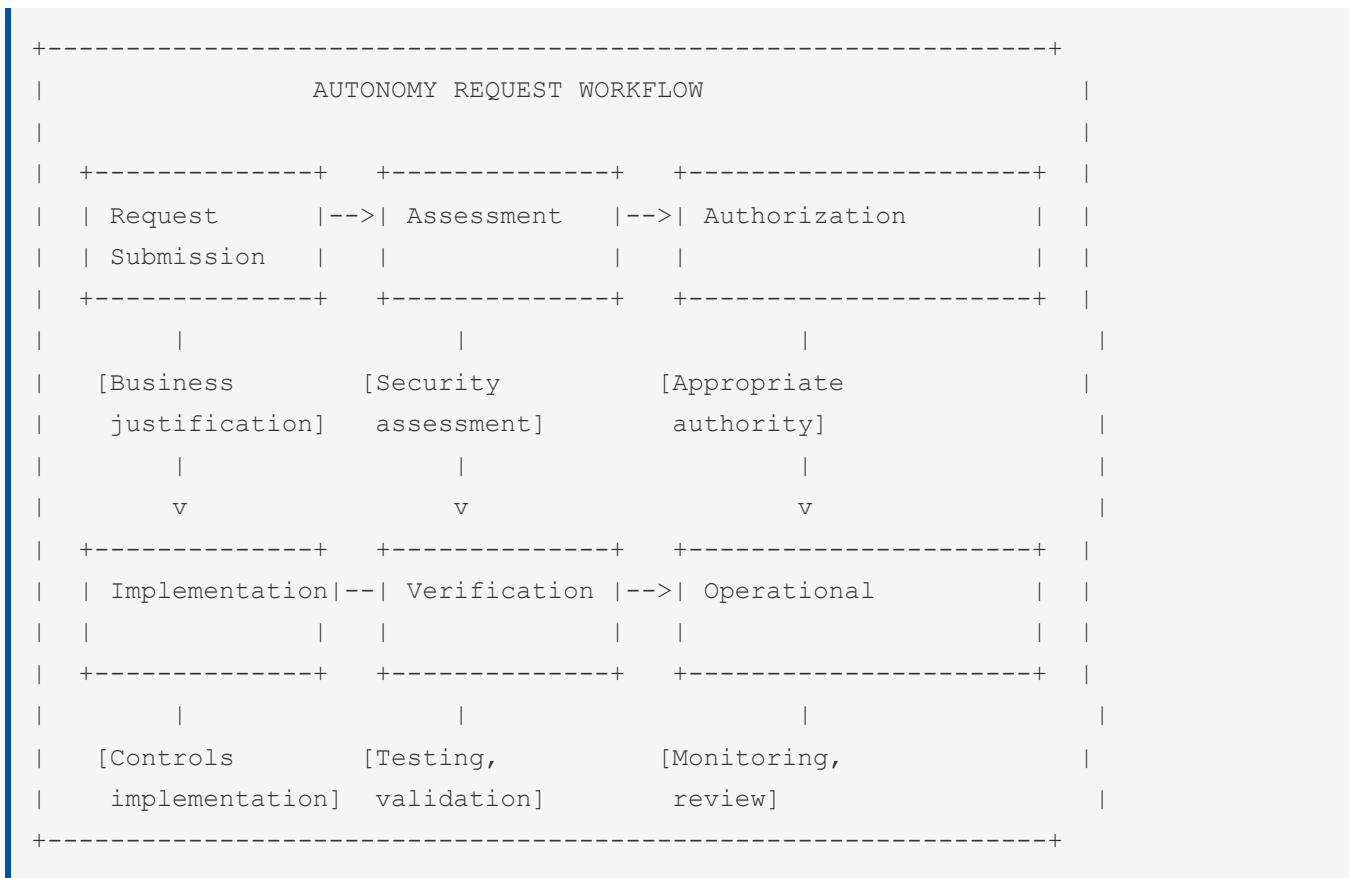 +----------------------------------------------------------------+
|                 AUTONOMY REQUEST WORKFLOW                        |
|                                                                  |
|  +--------------+   +--------------+   +----------------------+  |
|  | Request      |-->| Assessment   |-->| Authorization        |  |
|  | Submission   |   |              |   |                      |  |
|  +--------------+   +--------------+   +----------------------+  |
|        |                 |                     |                  |
|   [Business        [Security          [Appropriate               |
|    justification]   assessment]        authority]                 |
|        |                 |                     |                  |
|        v                 v                     v                  |
|  +--------------+   +--------------+   +----------------------+  |
|  | Implementation|--| Verification |-->| Operational          |  |
|  |              |   |              |   |                      |  |
|  +--------------+   +--------------+   +----------------------+  |
|        |                 |                     |                  |
|   [Controls        [Testing,          [Monitoring,               |
|    implementation]  validation]        review]                    |
+----------------------------------------------------------------+